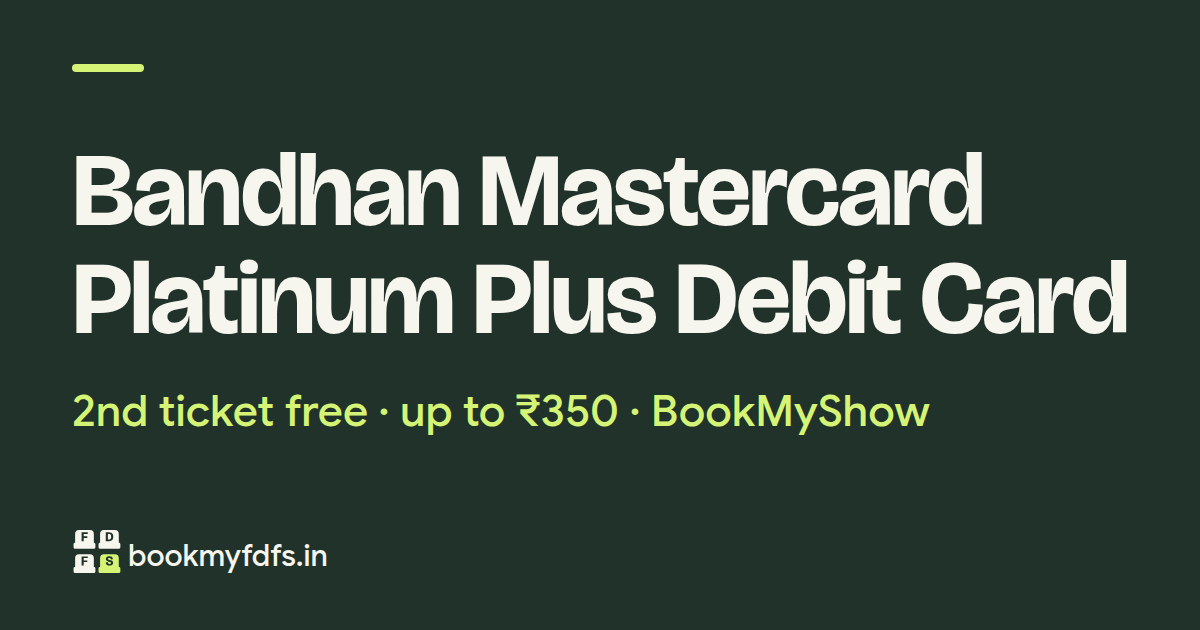 Bandhan Mastercard
Platinum Plus Debit Card
2nd ticket free · up to ₹350 · BookMyShow
F D
F S
bookmyfdfs.in